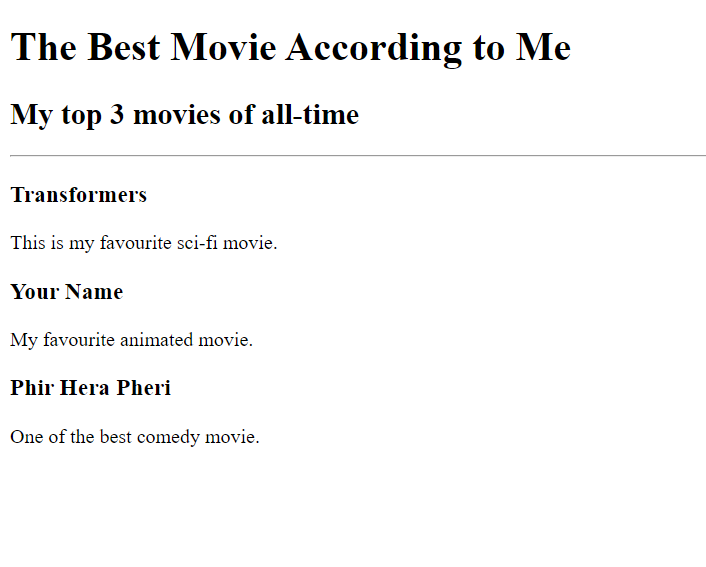 The Best Movie According to Me
My top 3 movies of all-time
Transformers
This is my favourite sci-fi movie.
Your Name
My favourite animated movie.
Phir Hera Pheri
One of the best comedy movie.